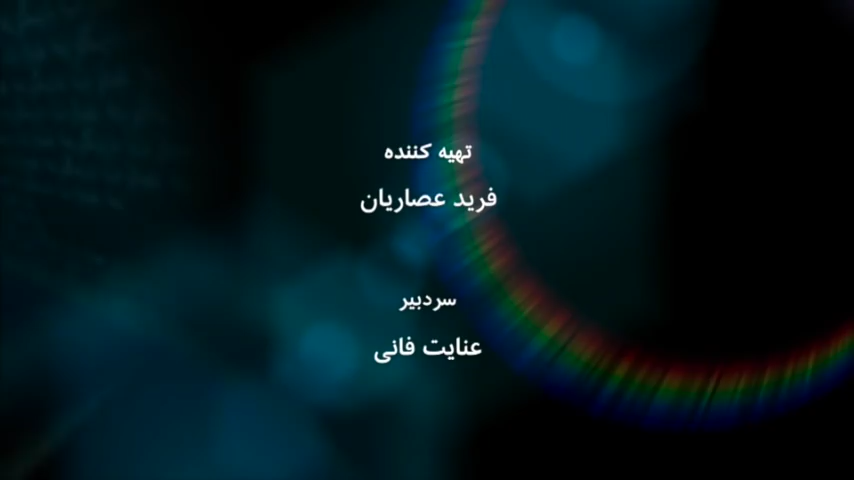 تهیه کننده
فرید عصاریان
سردبیر
عنایت فانی